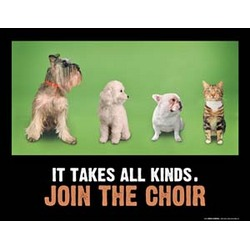 IT TAKES ALL KINDS.
JOIN THE CHOIR